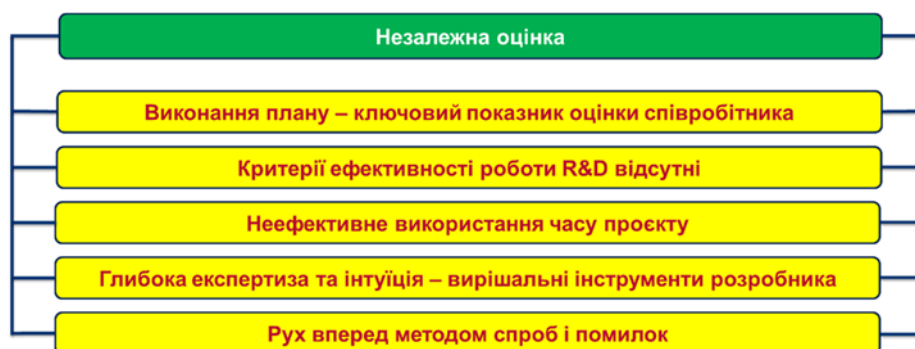 Незалежна оцінка
Виконання плану – ключовий показник оцінки співробітника
Критерії ефективності роботи R&D відсутні
Неефективне використання часу проєкту
Глибока експертиза та інтуїція – вирішальні інструменти розробника
Рух вперед методом спроб і помилок